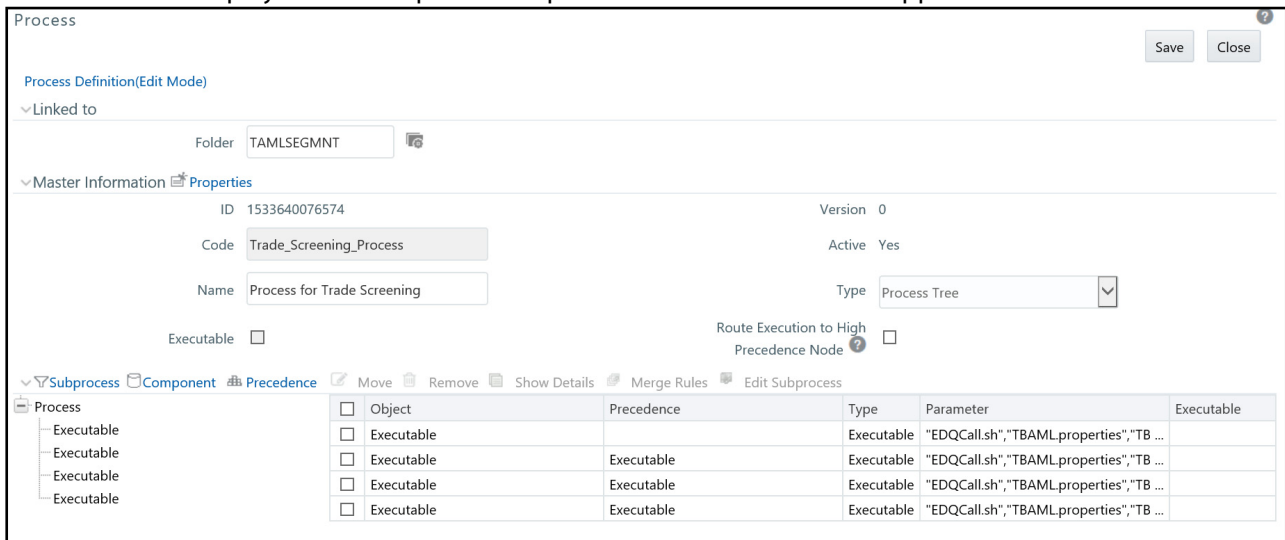 Process
Save Close
Process Definition(Edit Mode)
Linked to
Folder TAMLSEGMNT
Master Information Properties
ID 1533640076574 Version 0
Code Trade_Screening_Process Active Yes
Name Process for Trade Screening Type Process Tree
Executable Route Execution to High Precedence Node ?
Subprocess Component Precedence Move Remove Show Details Merge Rules Edit Subprocess
Process Object Precedence Type Parameter Executable
Executable Executable Executable "EDQCall.sh","TBAML.properties","TB ...
Executable Executable Executable Executable "EDQCall.sh","TBAML.properties","TB ...
Executable Executable Executable Executable "EDQCall.sh","TBAML.properties","TB ...
Executable Executable Executable Executable "EDQCall.sh","TBAML.properties","TB ...